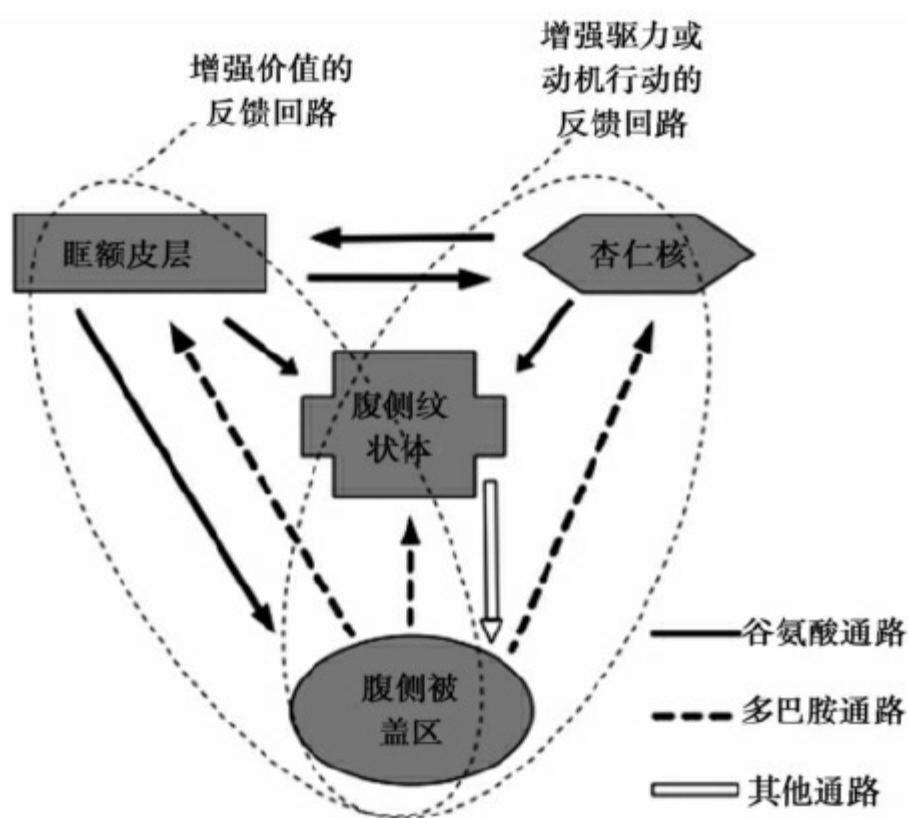 增强价值的
反馈回路
增强驱力或
动机行动的
反馈回路
眶额皮层
杏仁核
腹侧纹
状体
腹侧被
盖区
谷氨酸通路
多巴胺通路
其他通路